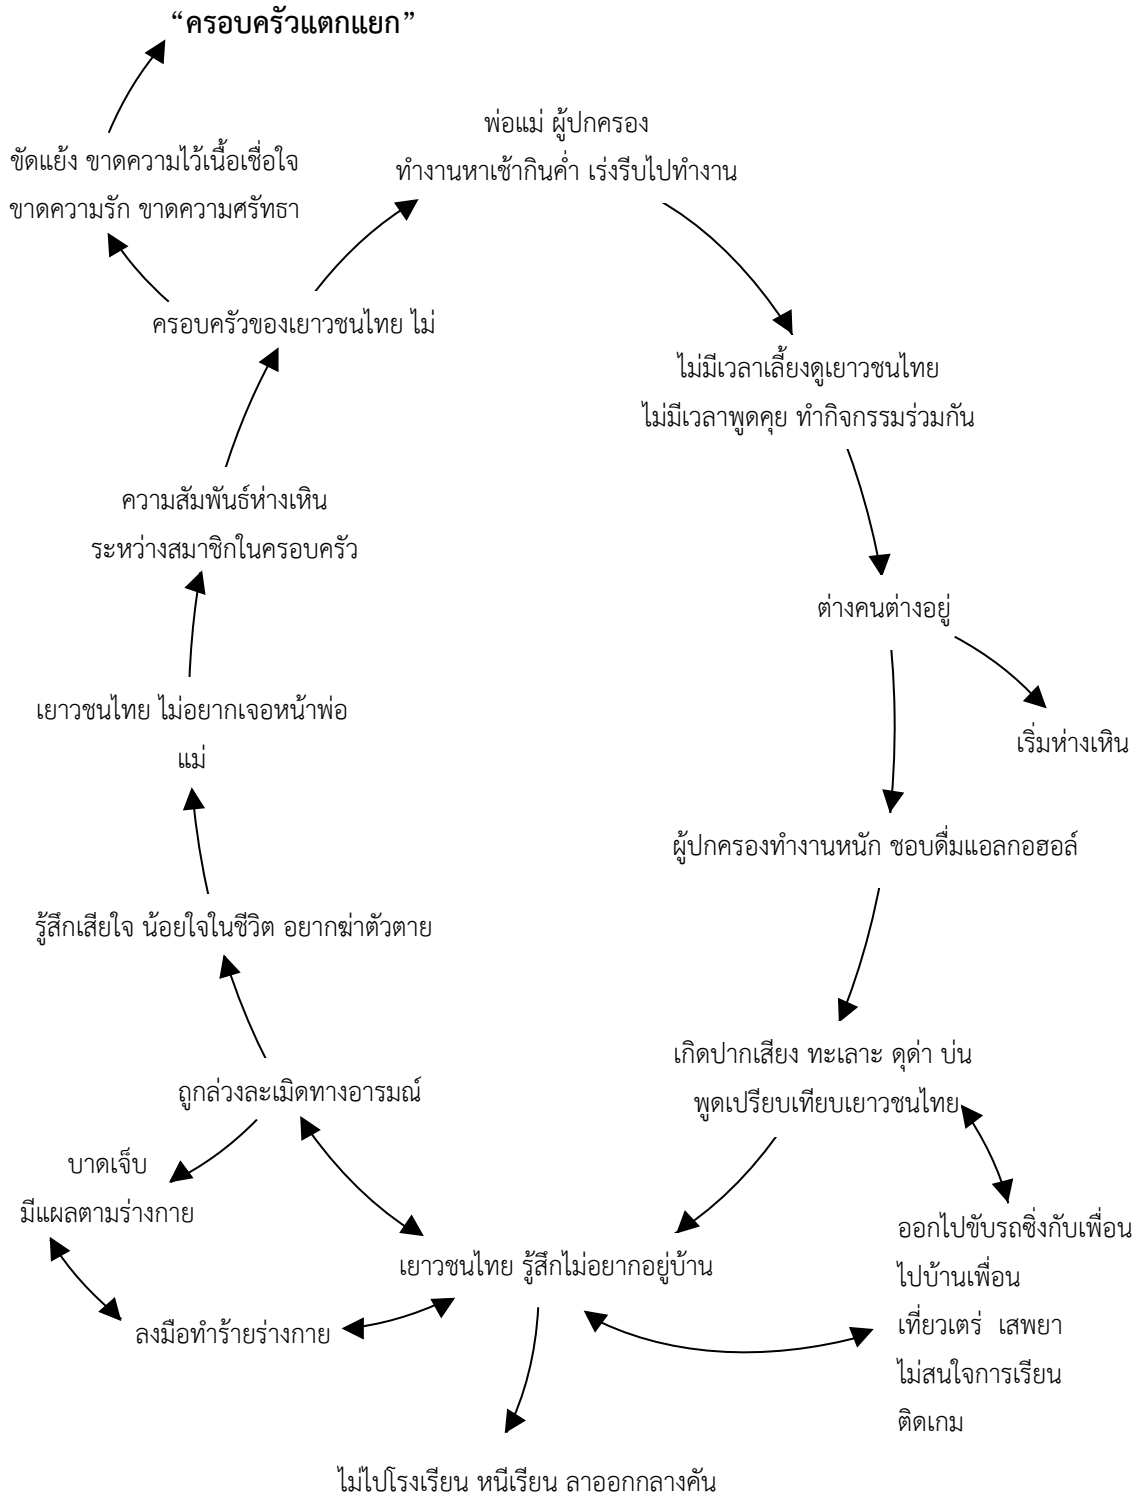 “ครอบครัวแตกแยก”
พ่อแม่ ผู้ปกครอง
ทำงานหาเช้ากินค่ำ เร่งรีบไปทำงาน
ขัดแย้ง ขาดความไว้เนื้อเชื่อใจ
ขาดความรัก ขาดความศรัทธา
ครอบครัวของเยาวชนไทย ไม่
ไม่มีเวลาเลี้ยงดูเยาวชนไทย
ไม่มีเวลาพูดคุย ทำกิจกรรมร่วมกัน
ความสัมพันธ์ห่างเหิน
ระหว่างสมาชิกในครอบครัว
ต่างคนต่างอยู่
เริ่มห่างเหิน
เยาวชนไทย ไม่อยากเจอหน้าพ่อ
แม่
ผู้ปกครองทำงานหนัก ชอบดื่มแอลกอฮอล์
รู้สึกเสียใจ น้อยใจในชีวิต อยากฆ่าตัวตาย
เกิดปากเสียง ทะเลาะ ดุด่า บ่น
พูดเปรียบเทียบเยาวชนไทย
ถูกล่วงละเมิดทางอารมณ์
บาดเจ็บ
มีแผลตามร่างกาย
ออกไปขับรถซิ่งกับเพื่อน
ไปบ้านเพื่อน
เที่ยวเตร่ เสพยา
ไม่สนใจการเรียน
ติดเกม
เยาวชนไทย รู้สึกไม่อยากอยู่บ้าน
ลงมือทำร้ายร่างกาย
ไม่ไปโรงเรียน หนีเรียน ลาออกกลางคัน